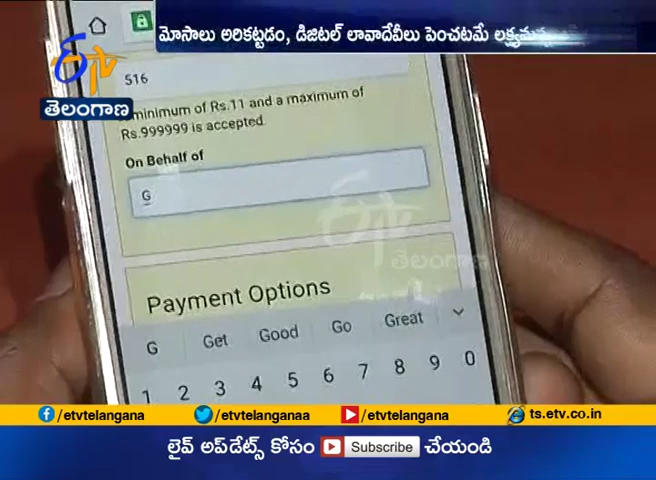 మోసాలు అరికట్టడం, డిజిటల్ లావాదేవీలు పెంచటమే
ETV
తెలంగాణ
516
minimum of Rs.11 and a maximum of
Rs.999999 is accepted.
On Behalf of
G
ETV
తెలంగాణ
Payment Options
G Get Good Go Great
1 2 3 4 5 6 7 8 9 0
/etvtelangana /etvtelanganaa /etvtelangana ts.etv.co.in
లైవ్ అప్‌డేట్స్ కోసం Subscribe చేయండి